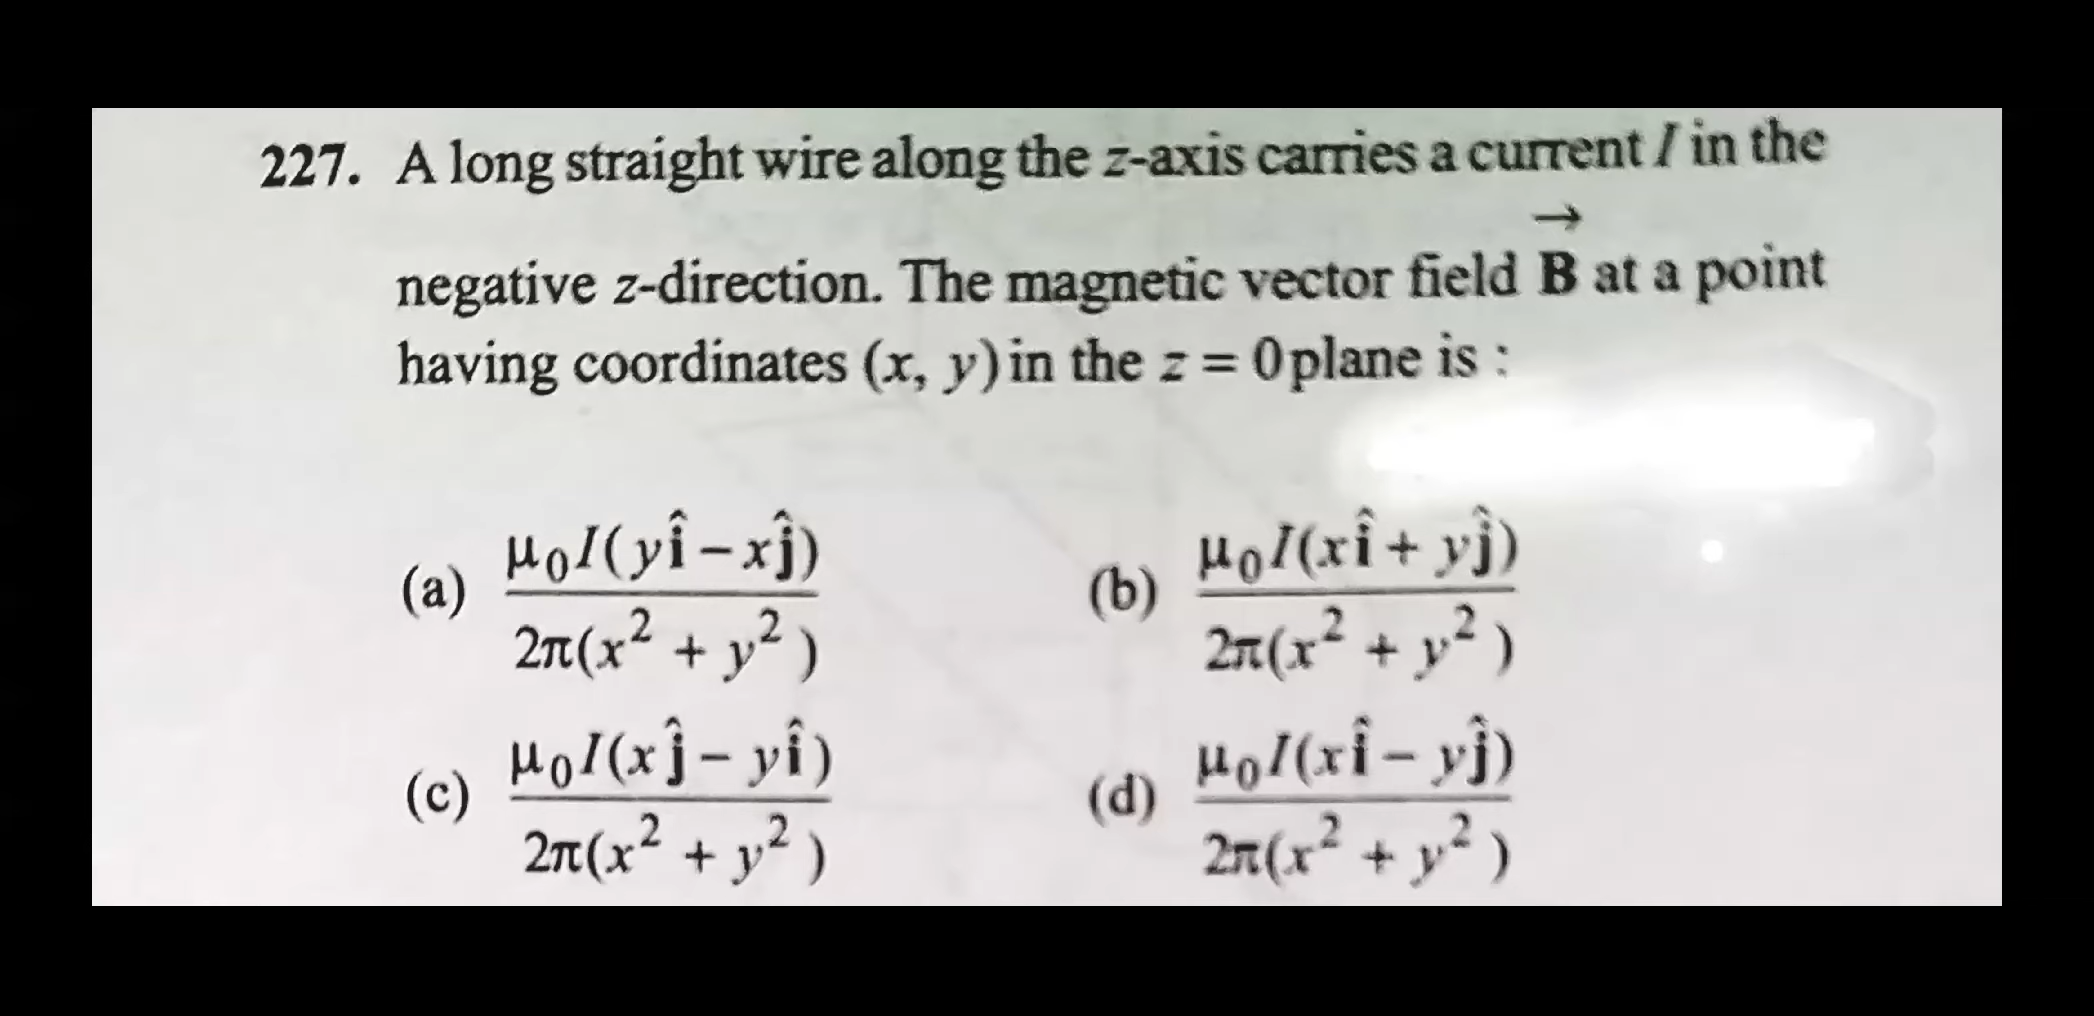 227. A long straight wire along the z-axis carries a current I in the
negative z-direction. The magnetic vector field B⃗ at a point
having coordinates (x, y) in the z = 0 plane is :
(a) μ₀I(yî − xĵ) / 2π(x² + y²)
(b) μ₀I(xî + yĵ) / 2π(x² + y²)
(c) μ₀I(xĵ − yî) / 2π(x² + y²)
(d) μ₀I(xî − yĵ) / 2π(x² + y²)